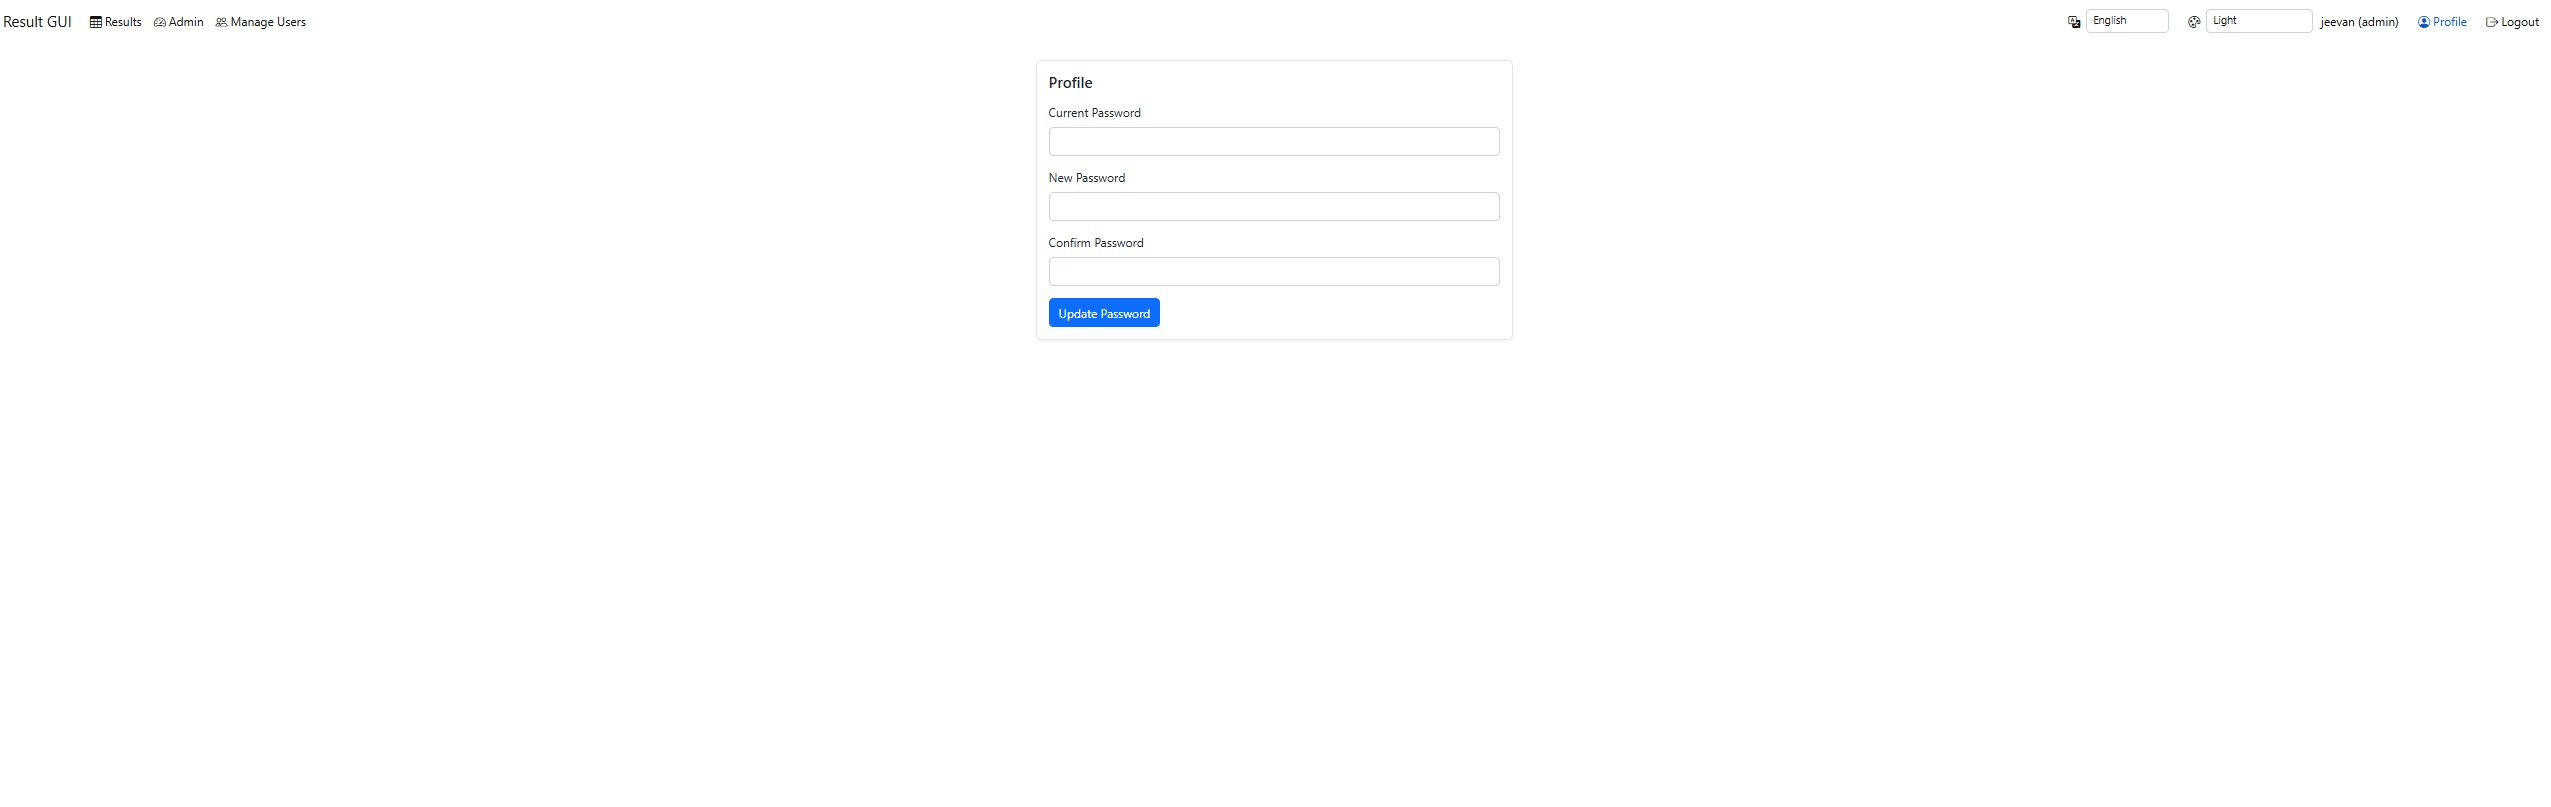 Result GUI Results Admin Manage Users English Light jeevan (admin) Profile Logout
Profile
Current Password
New Password
Confirm Password
Update Password